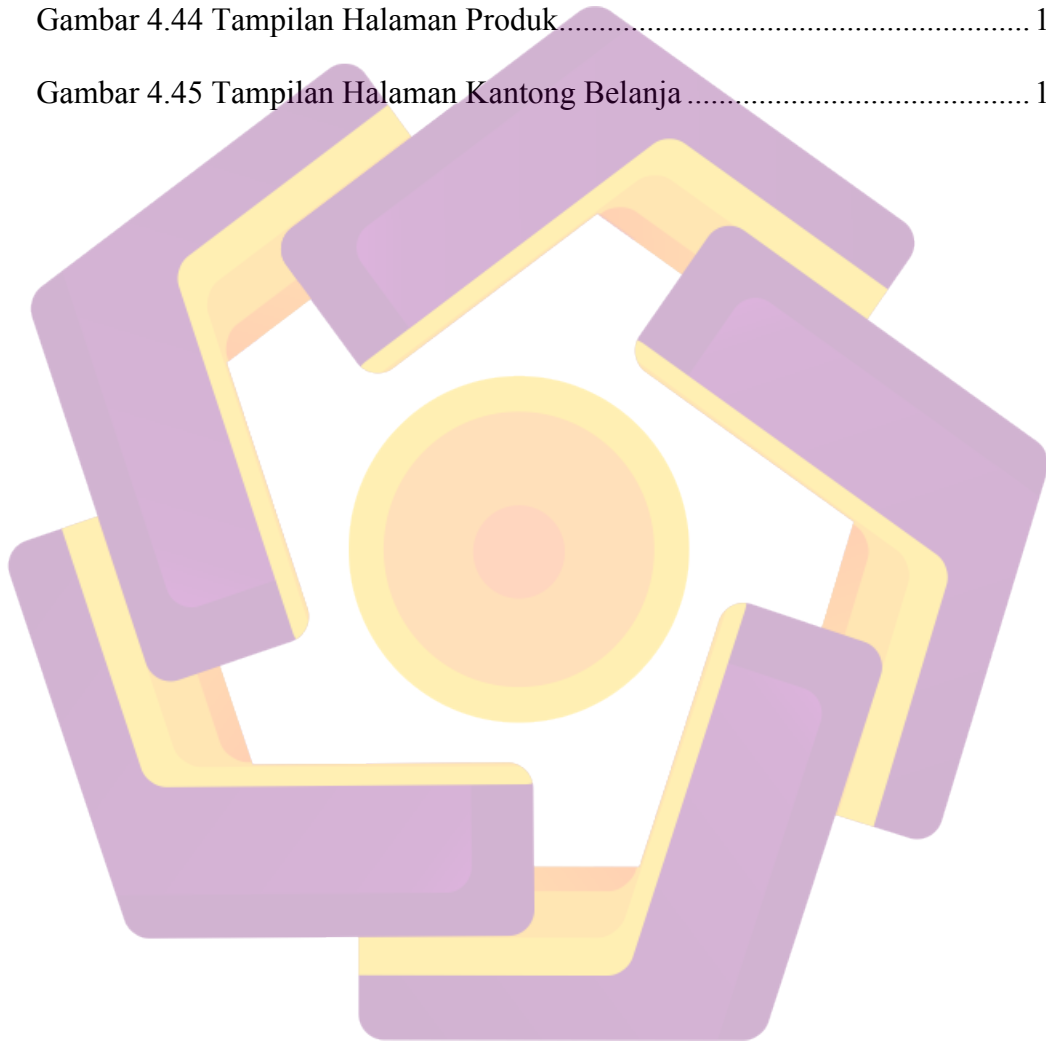 Gambar 4.44 Tampilan Halaman Produk.......................................................... 1
Gambar 4.45 Tampilan Halaman Kantong Belanja.......................................... 1